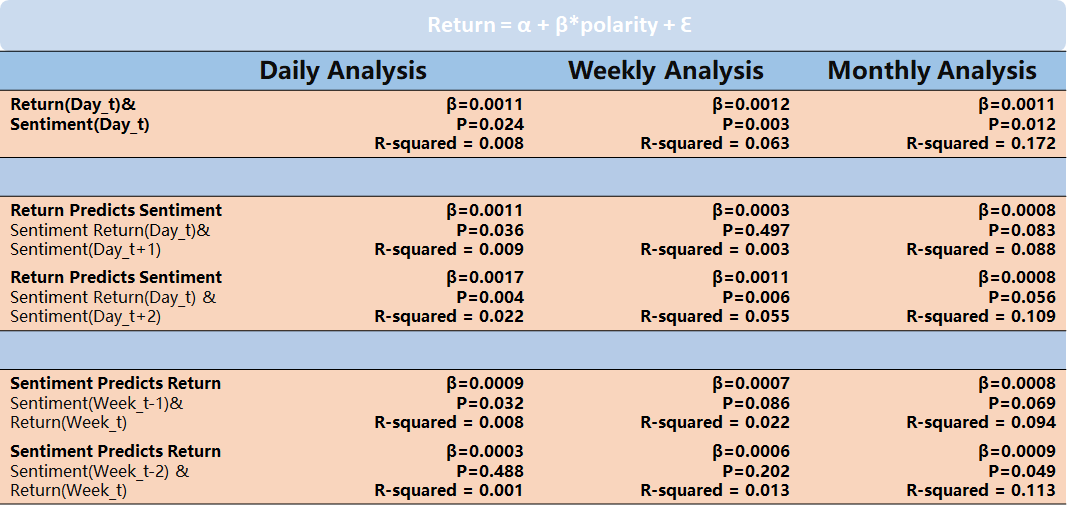 Return = α + β*polarity + Ɛ
Daily Analysis Weekly Analysis Monthly Analysis
Return(Day_t)& β=0.0011 β=0.0012 β=0.0011
Sentiment(Day_t) P=0.024 P=0.003 P=0.012
R-squared = 0.008 R-squared = 0.063 R-squared = 0.172
Return Predicts Sentiment β=0.0011 β=0.0003 β=0.0008
Sentiment Return(Day_t)& P=0.036 P=0.497 P=0.083
Sentiment(Day_t+1) R-squared = 0.009 R-squared = 0.003 R-squared = 0.088
Return Predicts Sentiment β=0.0017 β=0.0011 β=0.0008
Sentiment Return(Day_t) & P=0.004 P=0.006 P=0.056
Sentiment(Day_t+2) R-squared = 0.022 R-squared = 0.055 R-squared = 0.109
Sentiment Predicts Return β=0.0009 β=0.0007 β=0.0008
Sentiment(Week_t-1)& P=0.032 P=0.086 P=0.069
Return(Week_t) R-squared = 0.008 R-squared = 0.022 R-squared = 0.094
Sentiment Predicts Return β=0.0003 β=0.0006 β=0.0009
Sentiment(Week_t-2) & P=0.488 P=0.202 P=0.049
Return(Week_t) R-squared = 0.001 R-squared = 0.013 R-squared = 0.113